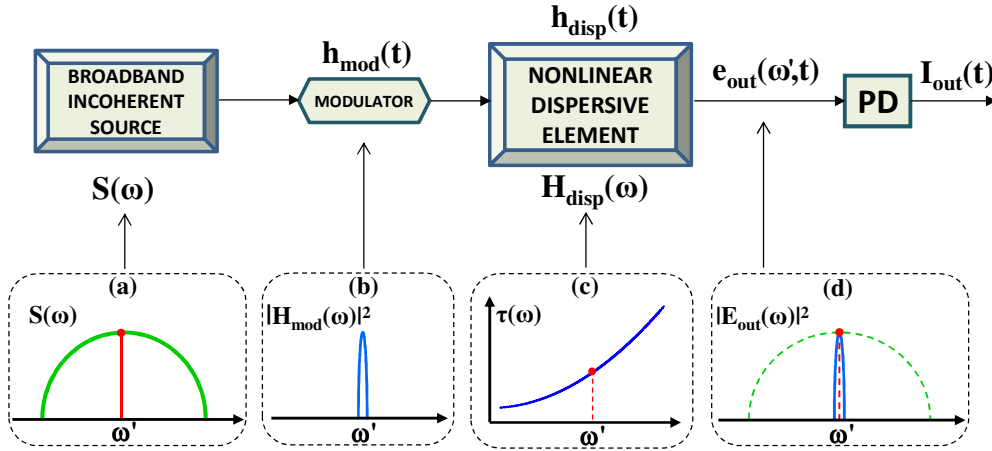 BROADBAND
INCOHERENT
SOURCE
S(ω)
h_mod(t)
MODULATOR
h_disp(t)
NONLINEAR
DISPERSIVE
ELEMENT
H_disp(ω)
e_out(ω',t)
PD
I_out(t)
(a)
S(ω)
ω'
(b)
|H_mod(ω)|²
ω'
(c)
τ(ω)
ω'
(d)
|E_out(ω)|²
ω'